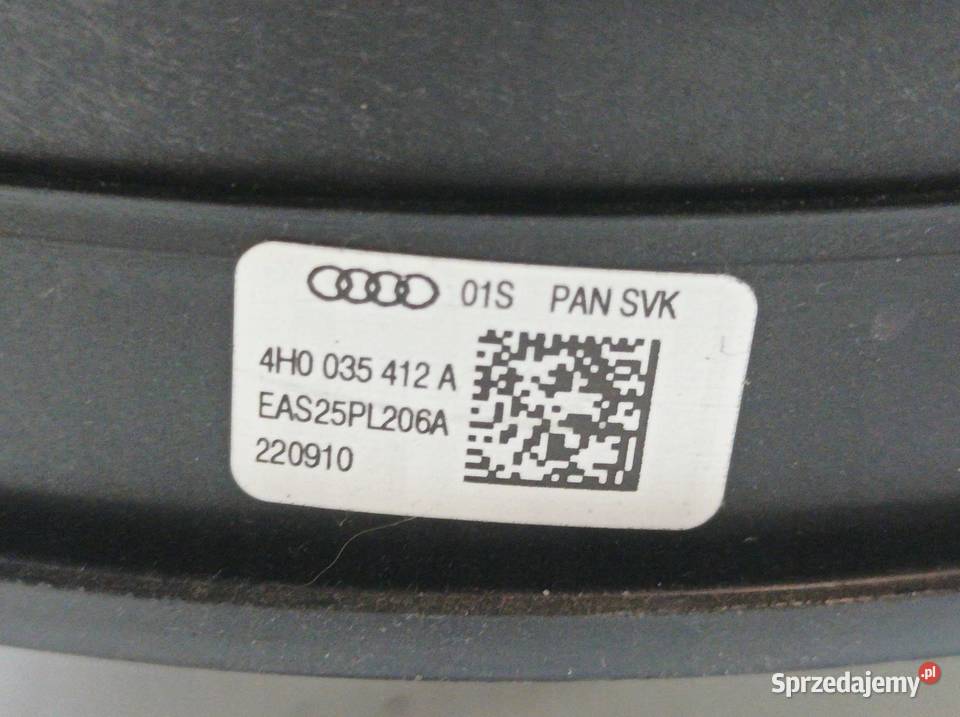 01S PAN SVK
4H0 035 412 A
EAS25PL206A
220910
Sprzedajemy.pl